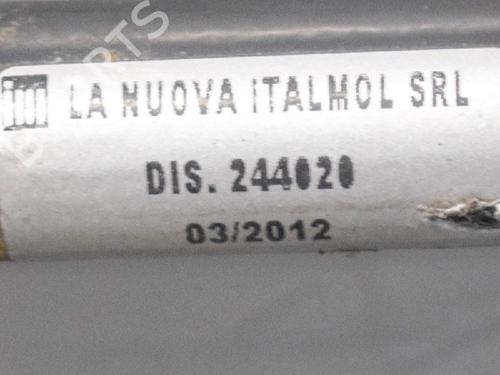 LA NUOVA ITALMOL SRL
DIS. 244020
03/2012